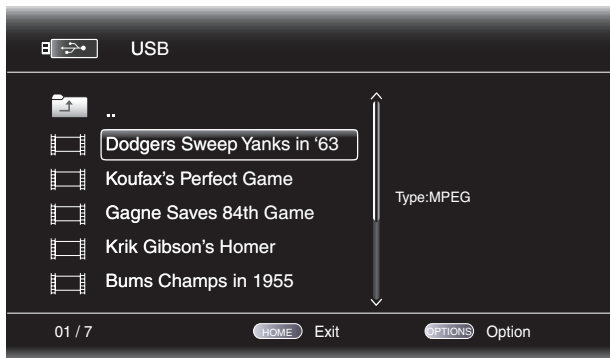 USB
..
Dodgers Sweep Yanks in ‘63
Koufax’s Perfect Game
Type:MPEG
Gagne Saves 84th Game
Krik Gibson’s Homer
Bums Champs in 1955
01 / 7 HOME Exit OPTIONS Option